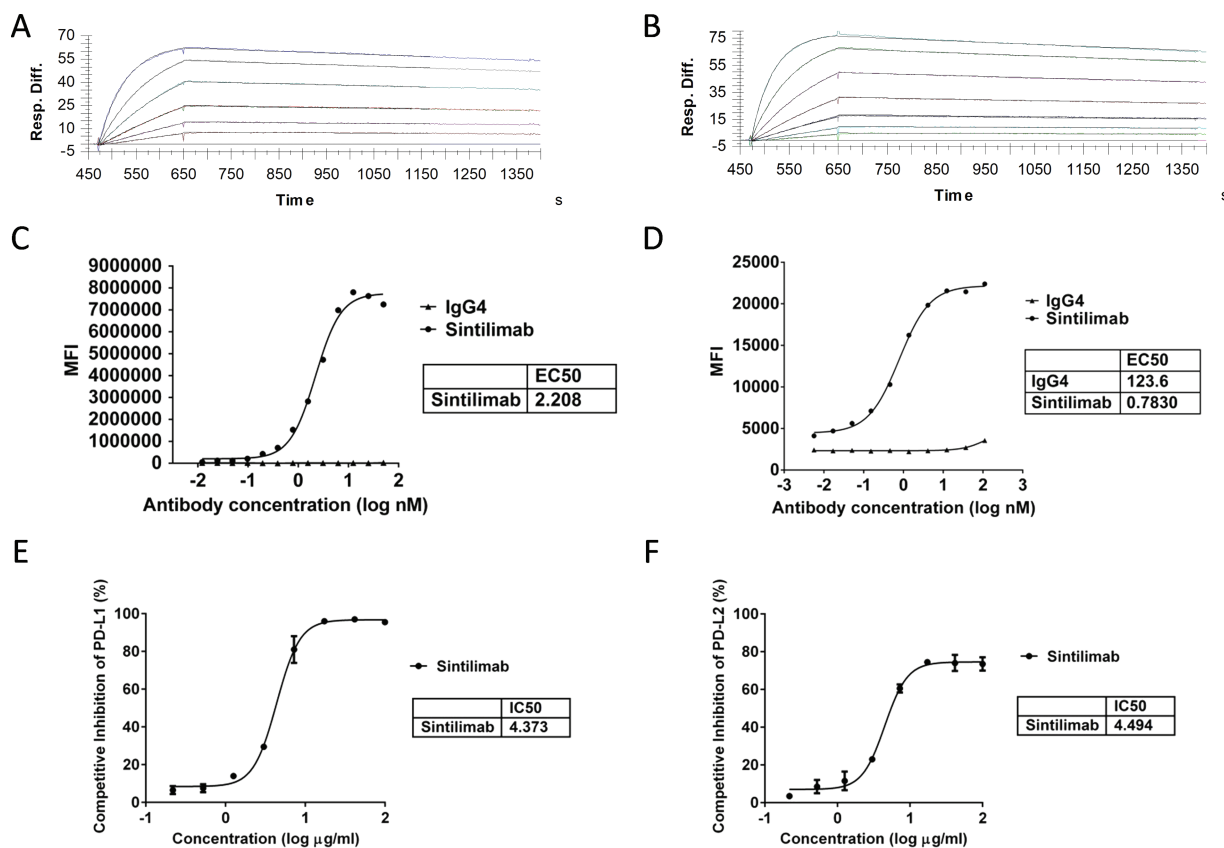 A
70
55
40
25
10
-5
Resp. Diff.
450 550 650 750 850 950 1050 1150 1250 1350
Time
s
B
75
55
35
15
-5
Resp. Diff.
450 550 650 750 850 950 1050 1150 1250 1350
Time
s
C
9000000
8000000
7000000
6000000
5000000
4000000
3000000
2000000
1000000
0
MFI
-2 -1 0 1 2
Antibody concentration (log nM)
IgG4
Sintilimab
EC50
Sintilimab 2.208
D
25000
20000
15000
10000
5000
0
MFI
-3 -2 -1 0 1 2 3
Antibody concentration (log nM)
IgG4
Sintilimab
EC50
IgG4 123.6
Sintilimab 0.7830
E
Competitive Inhibition of PD-L1 (%)
100
80
60
40
20
0
-1 0 1 2
Concentration (log μg/ml)
Sintilimab
IC50
Sintilimab 4.373
F
Competitive Inhibition of PD-L2 (%)
100
80
60
40
20
0
-1 0 1 2
Concentration (log μg/ml)
Sintilimab
IC50
Sintilimab 4.494